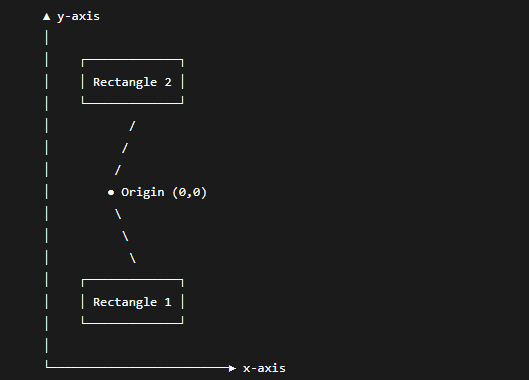 ▲ y-axis
Rectangle 2
/
/
/
● Origin (0,0)
\
\
\
Rectangle 1
► x-axis